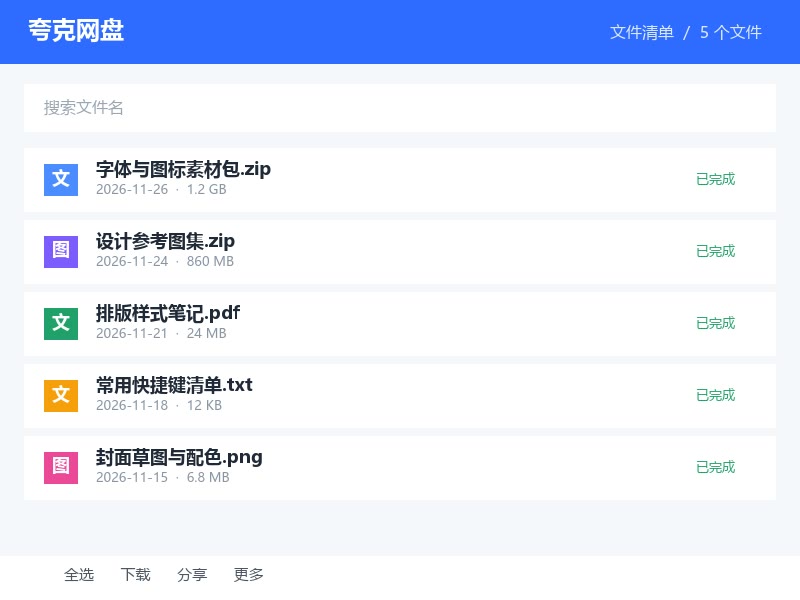 夸克网盘
文件清单 / 5 个文件
搜索文件名
文
字体与图标素材包.zip
2026-11-26 · 1.2 GB
已完成
图
设计参考图集.zip
2026-11-24 · 860 MB
已完成
文
排版样式笔记.pdf
2026-11-21 · 24 MB
已完成
文
常用快捷键清单.txt
2026-11-18 · 12 KB
已完成
图
封面草图与配色.png
2026-11-15 · 6.8 MB
已完成
全选 下载 分享 更多